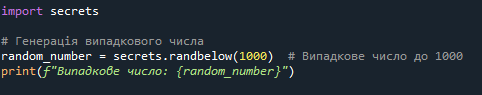 import secrets
# Генерація випадкового числа
random_number = secrets.randbelow(1000)  # Випадкове число до 1000
print(f"Випадкове число: {random_number}")